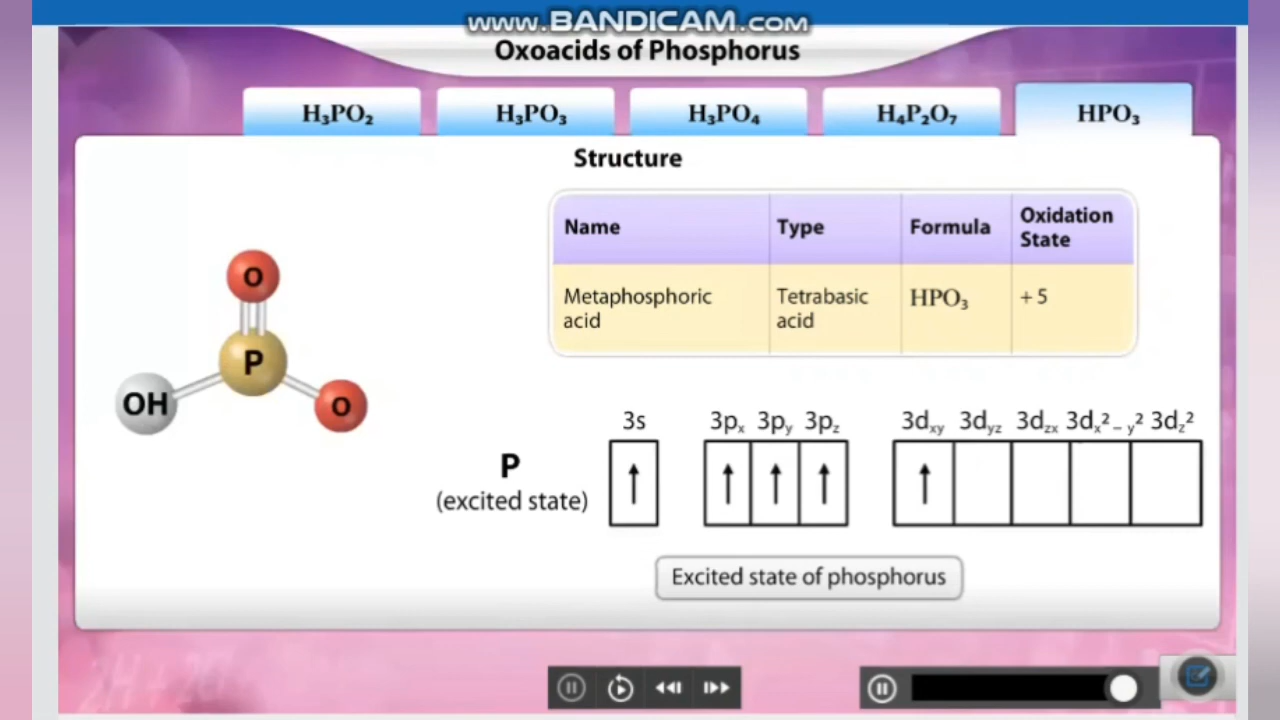 www.BANDICAM.com
Oxoacids of Phosphorus
H₃PO₂
H₃PO₃
H₃PO₄
H₄P₂O₇
HPO₃
Structure
Name
Type
Formula
Oxidation
State
Metaphosphoric
acid
Tetrabasic
acid
HPO₃
+ 5
O
P
OH
O
3s
3pₓ 3pᵧ 3p_z
3d_xy 3d_yz 3d_zx 3d_x²₋y² 3d_z²
P
(excited state)
↑
↑ ↑ ↑
↑
Excited state of phosphorus